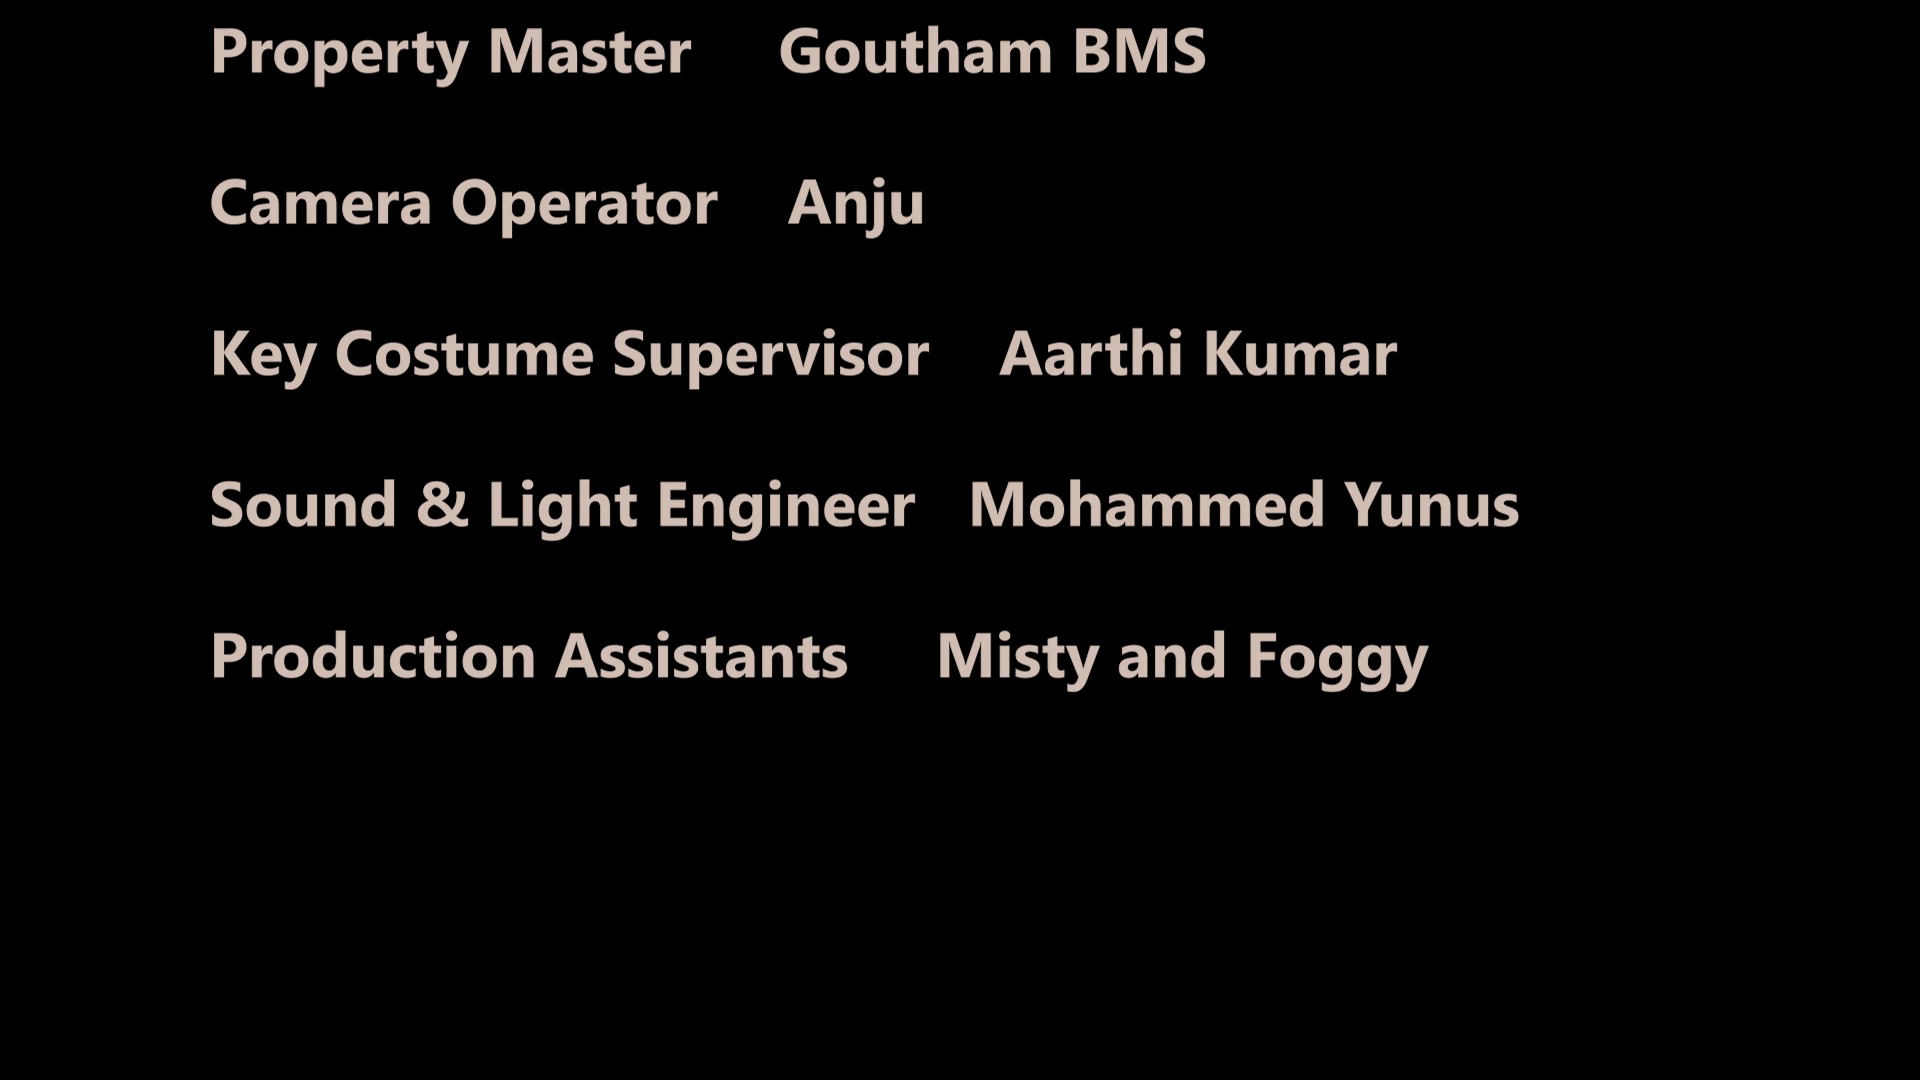 Property Master Goutham BMS
Camera Operator Anju
Key Costume Supervisor Aarthi Kumar
Sound & Light Engineer Mohammed Yunus
Production Assistants Misty and Foggy